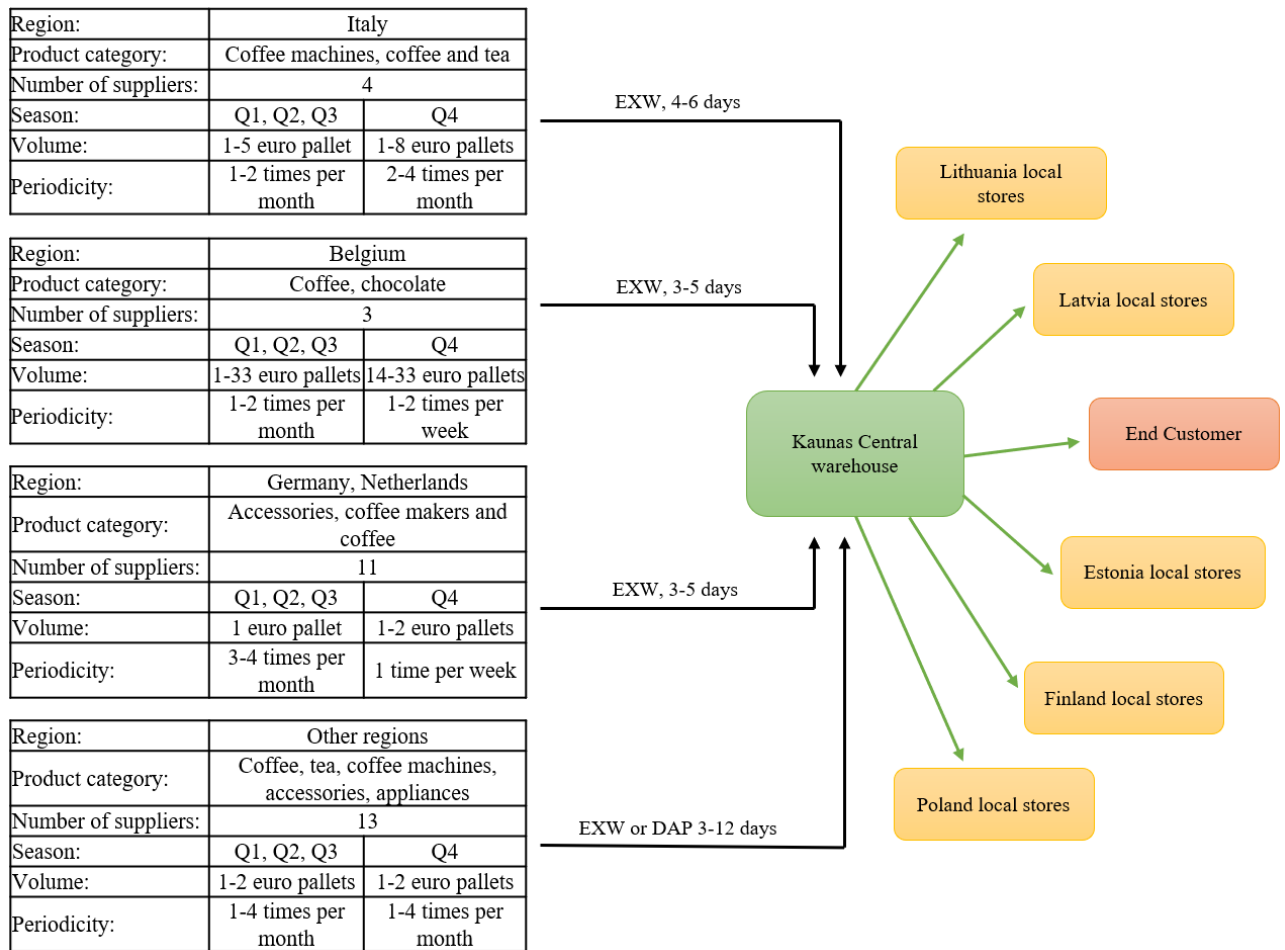 Region: Italy
Product category: Coffee machines, coffee and tea
Number of suppliers: 4
Season: Q1, Q2, Q3 Q4
Volume: 1-5 euro pallet 1-8 euro pallets
Periodicity: 1-2 times per month 2-4 times per month
Region: Belgium
Product category: Coffee, chocolate
Number of suppliers: 3
Season: Q1, Q2, Q3 Q4
Volume: 1-33 euro pallets 14-33 euro pallets
Periodicity: 1-2 times per month 1-2 times per week
Region: Germany, Netherlands
Product category: Accessories, coffee makers and coffee
Number of suppliers: 11
Season: Q1, Q2, Q3 Q4
Volume: 1 euro pallet 1-2 euro pallets
Periodicity: 3-4 times per month 1 time per week
Region: Other regions
Product category: Coffee, tea, coffee machines, accessories, appliances
Number of suppliers: 13
Season: Q1, Q2, Q3 Q4
Volume: 1-2 euro pallets 1-2 euro pallets
Periodicity: 1-4 times per month 1-4 times per month
EXW, 4-6 days
EXW, 3-5 days
EXW, 3-5 days
EXW or DAP 3-12 days
Kaunas Central
warehouse
Lithuania local
stores
Latvia local stores
End Customer
Estonia local stores
Finland local stores
Poland local stores